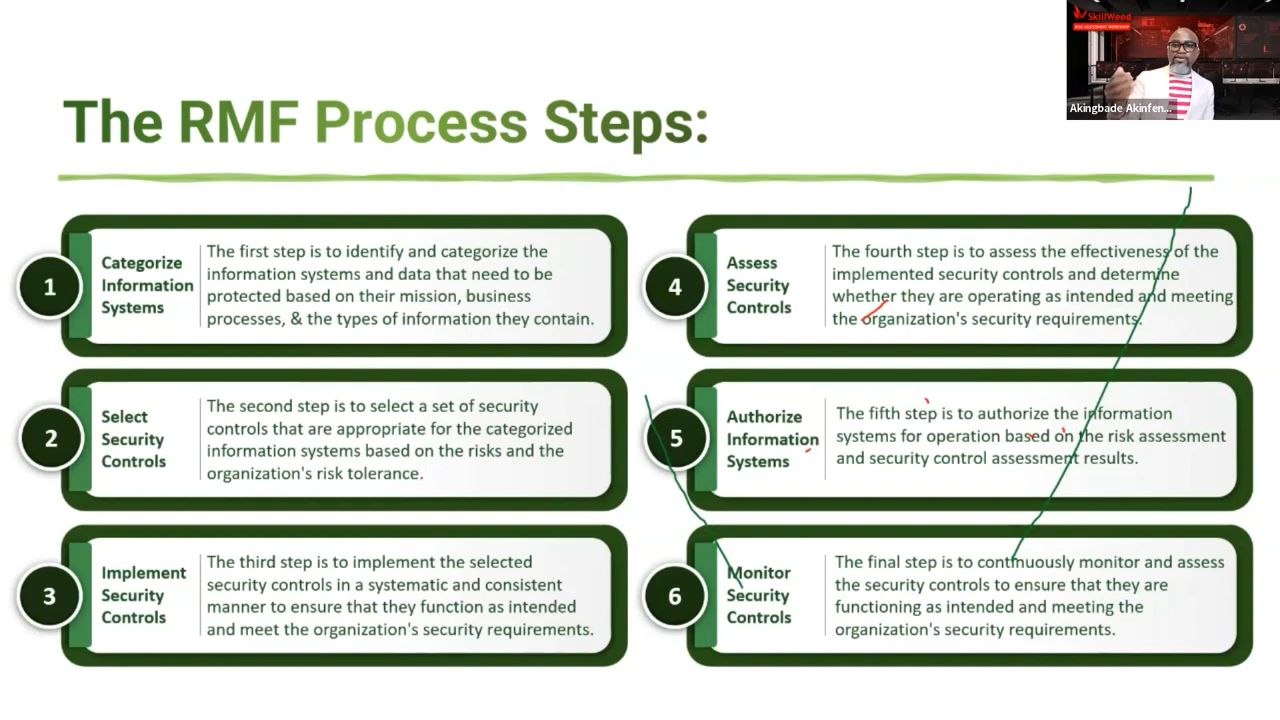 SkillWeed
RISK ASSESSMENT WORKSHOP
Akingbade Akinfen...
The RMF Process Steps:
1
Categorize
Information
Systems
The first step is to identify and categorize the
information systems and data that need to be
protected based on their mission, business
processes, & the types of information they contain.
2
Select
Security
Controls
The second step is to select a set of security
controls that are appropriate for the categorized
information systems based on the risks and the
organization's risk tolerance.
3
Implement
Security
Controls
The third step is to implement the selected
security controls in a systematic and consistent
manner to ensure that they function as intended
and meet the organization's security requirements.
4
Assess
Security
Controls
The fourth step is to assess the effectiveness of the
implemented security controls and determine
whether they are operating as intended and meeting
the organization's security requirements.
5
Authorize
Information
Systems
The fifth step is to authorize the information
systems for operation based on the risk assessment
and security control assessment results.
6
Monitor
Security
Controls
The final step is to continuously monitor and assess
the security controls to ensure that they are
functioning as intended and meeting the
organization's security requirements.